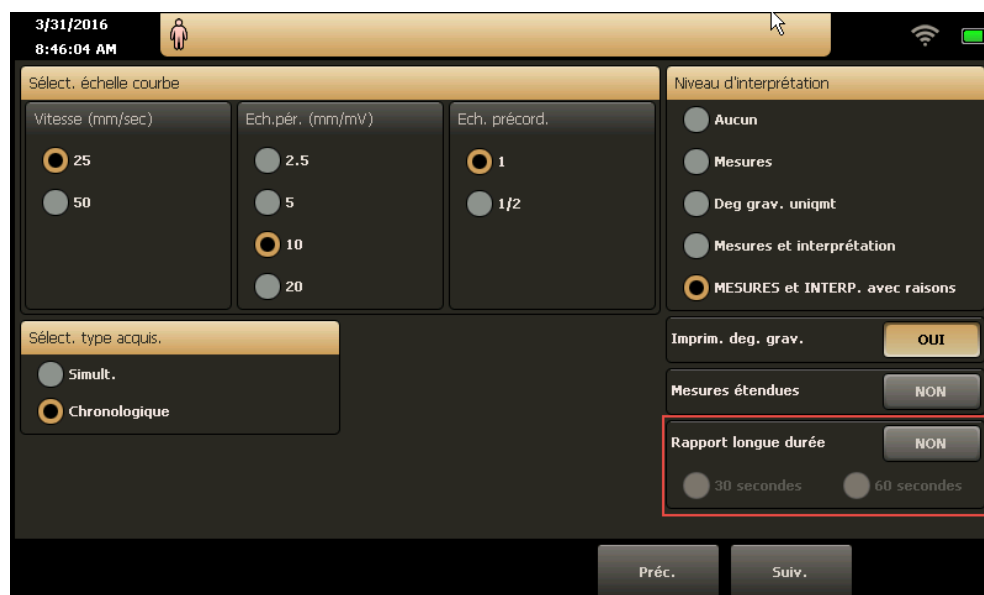 3/31/2016
8:46:04 AM
Sélect. échelle courbe
Vitesse (mm/sec)
25
50
Ech.pér. (mm/mV)
2.5
5
10
20
Ech. précord.
1
1/2
Sélect. type acquis.
Simult.
Chronologique
Niveau d'interprétation
Aucun
Mesures
Deg grav. uniqmt
Mesures et interprétation
MESURES et INTERP. avec raisons
Imprim. deg. grav. OUI
Mesures étendues NON
Rapport longue durée NON
30 secondes 60 secondes
Préc. Suiv.